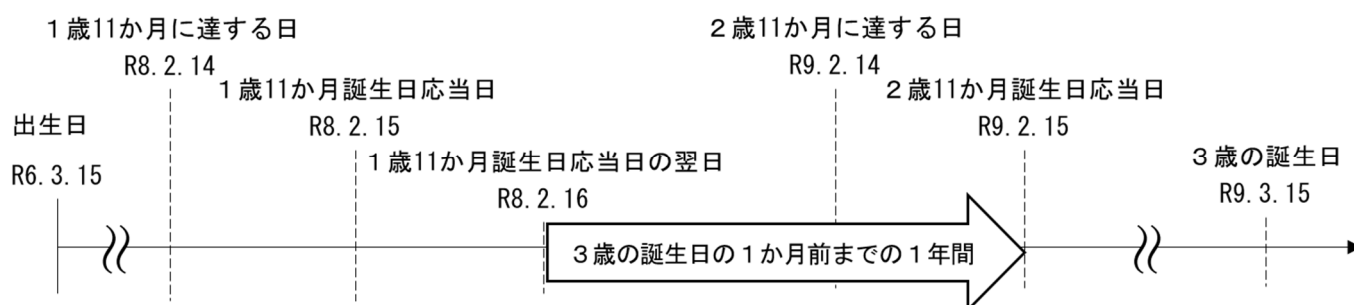 1歳11か月に達する日
R8.2.14
1歳11か月誕生日応当日
R8.2.15
出生日
R6.3.15
1歳11か月誕生日応当日の翌日
R8.2.16
2歳11か月に達する日
R9.2.14
2歳11か月誕生日応当日
R9.2.15
3歳の誕生日
R9.3.15
3歳の誕生日の1か月前までの1年間